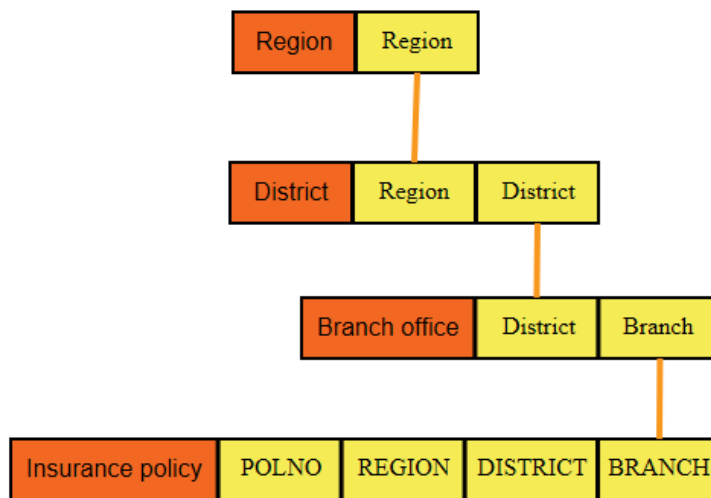 Region Region
District Region District
Branch office District Branch
Insurance policy POLNO REGION DISTRICT BRANCH